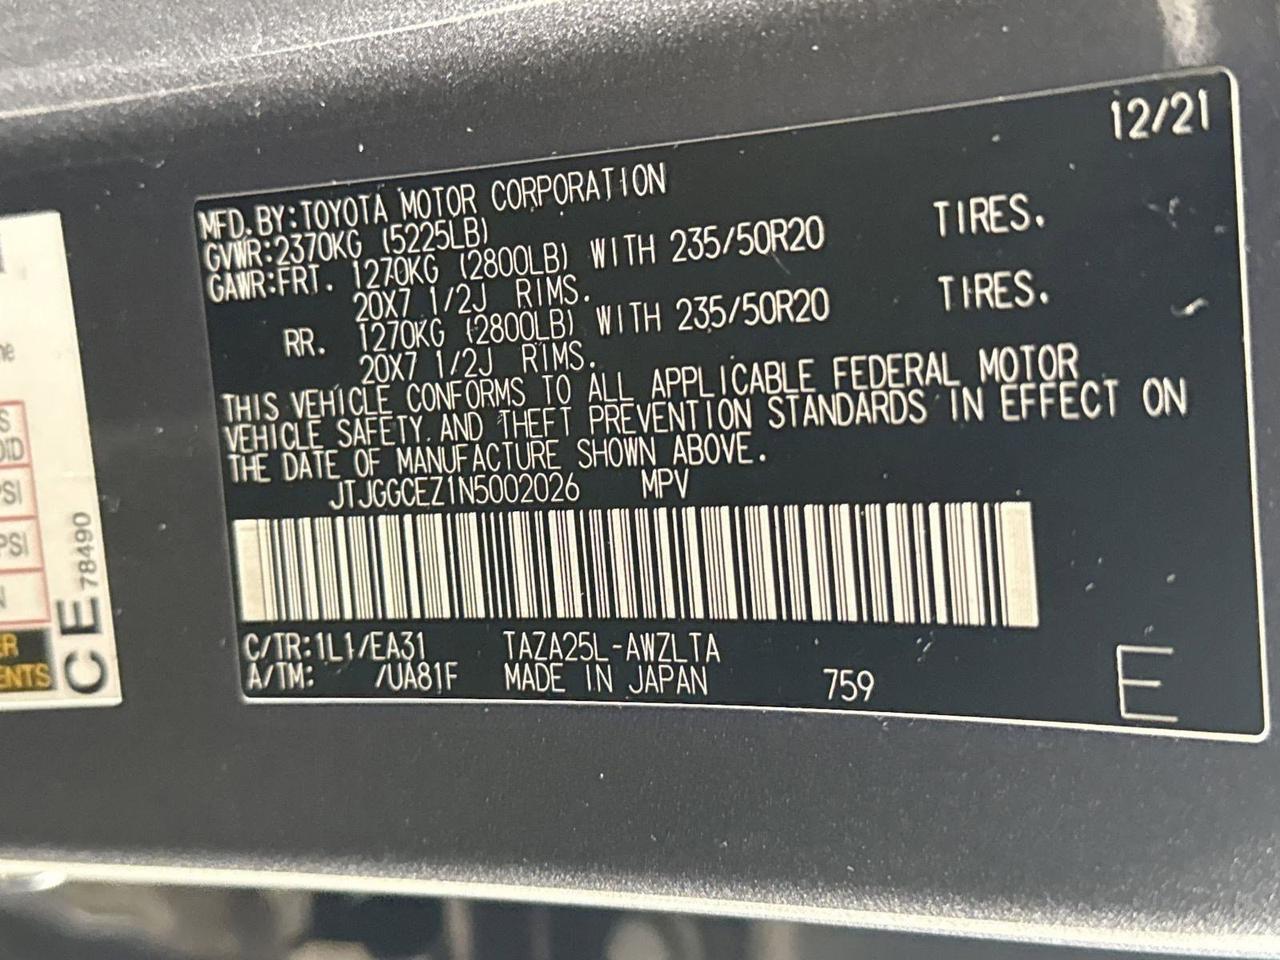 12/21
MFD.BY:TOYOTA MOTOR CORPORATION
GVWR:2370KG (5225LB)
GAWR:FRT. 1270KG (2800LB) WITH 235/50R20 TIRES.
20X7 1/2J RIMS.
RR. 1270KG (2800LB) WITH 235/50R20 TIRES.
20X7 1/2J RIMS.
THIS VEHICLE CONFORMS TO ALL APPLICABLE FEDERAL MOTOR
VEHICLE SAFETY AND THEFT PREVENTION STANDARDS IN EFFECT ON
THE DATE OF MANUFACTURE SHOWN ABOVE.
JTJGGCEZ1N5002026 MPV
C/TR:1L1/EA31 TAZA25L-AWZLTA
A/TM: /UA81F MADE IN JAPAN 759
E
PSI
CE 78490